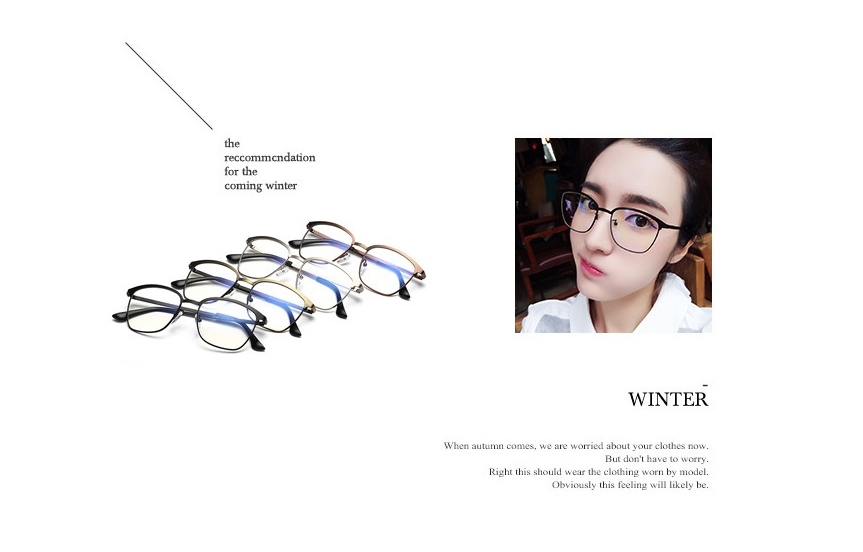 the
reccommcndation
for the
coming winter
-
WINTER
When autumn comes, we are worried about your clothes now.
But don't have to worry.
Right this should wear the clothing worn by model.
Obviously this feeling will likely be.